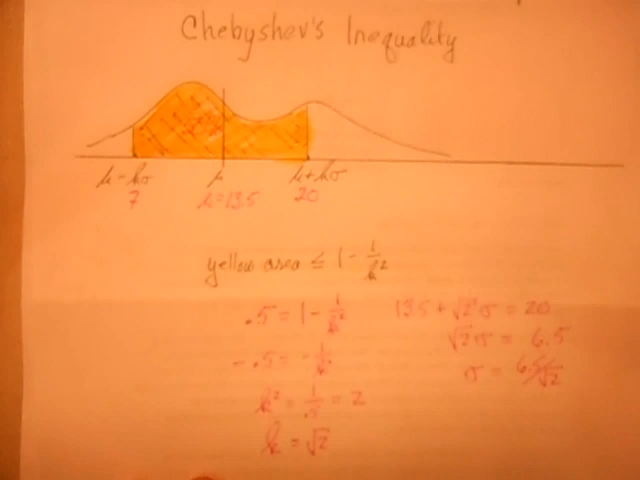 Chebyshev's Inequality
μ-kσ μ μ+kσ
7 μ=13.5 20
yellow area ≤ 1 - 1/k²
.5 = 1 - 1/k²
13.5 + √2 σ = 20
√2 σ = 6.5
-.5 = -1/k²
σ = 6.5/√2
k² = 1/.5 = 2
k = √2